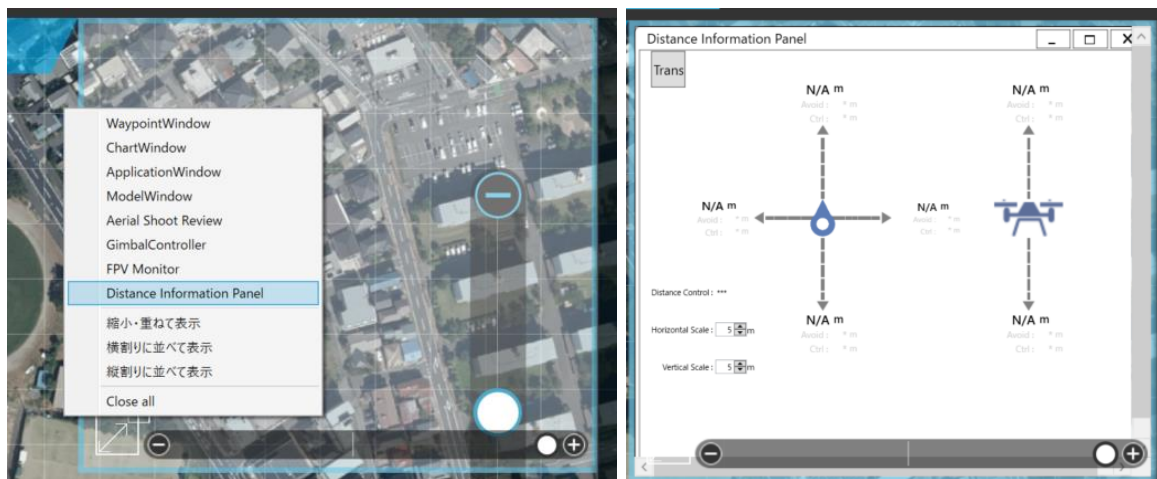 WaypointWindow
ChartWindow
ApplicationWindow
ModelWindow
Aerial Shoot Review
GimbalController
FPV Monitor
Distance Information Panel
縮小・重ねて表示
横割りに並べて表示
縦割りに並べて表示
Close all
Distance Information Panel
Trans
N/A m
Avoid : * m
Ctrl : * m
N/A m
Avoid : * m
Ctrl : * m
N/A m
Avoid : * m
Ctrl : * m
N/A m
Avoid : * m
Ctrl : * m
Distance Control : ***
Horizontal Scale : 5 m
Vertical Scale : 5 m
N/A m
Avoid : * m
Ctrl : * m
N/A m
Avoid : * m
Ctrl : * m